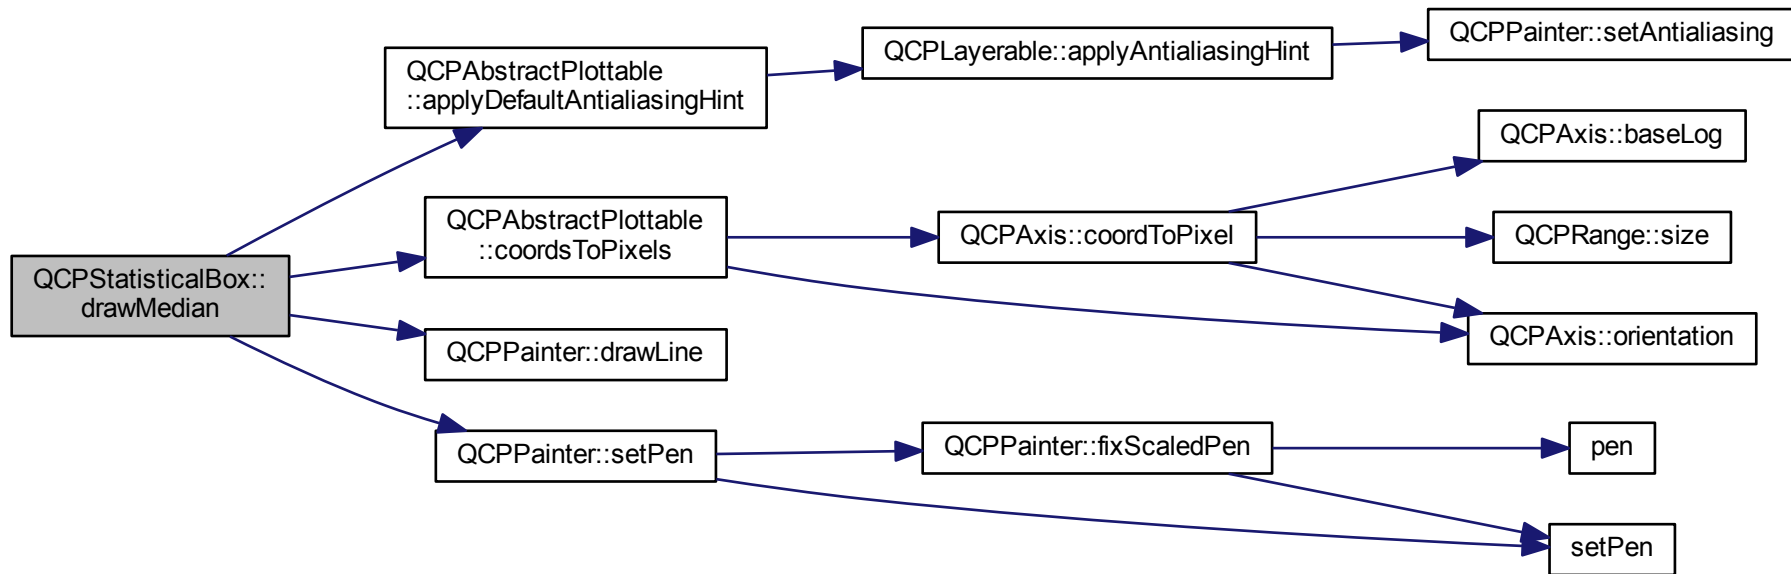 QCPStatisticalBox::
drawMedian
QCPAbstractPlottable
::applyDefaultAntialiasingHint
QCPLayerable::applyAntialiasingHint
QCPPainter::setAntialiasing
QCPAbstractPlottable
::coordsToPixels
QCPAxis::coordToPixel
QCPAxis::baseLog
QCPRange::size
QCPAxis::orientation
QCPPainter::drawLine
QCPPainter::setPen
QCPPainter::fixScaledPen
pen
setPen